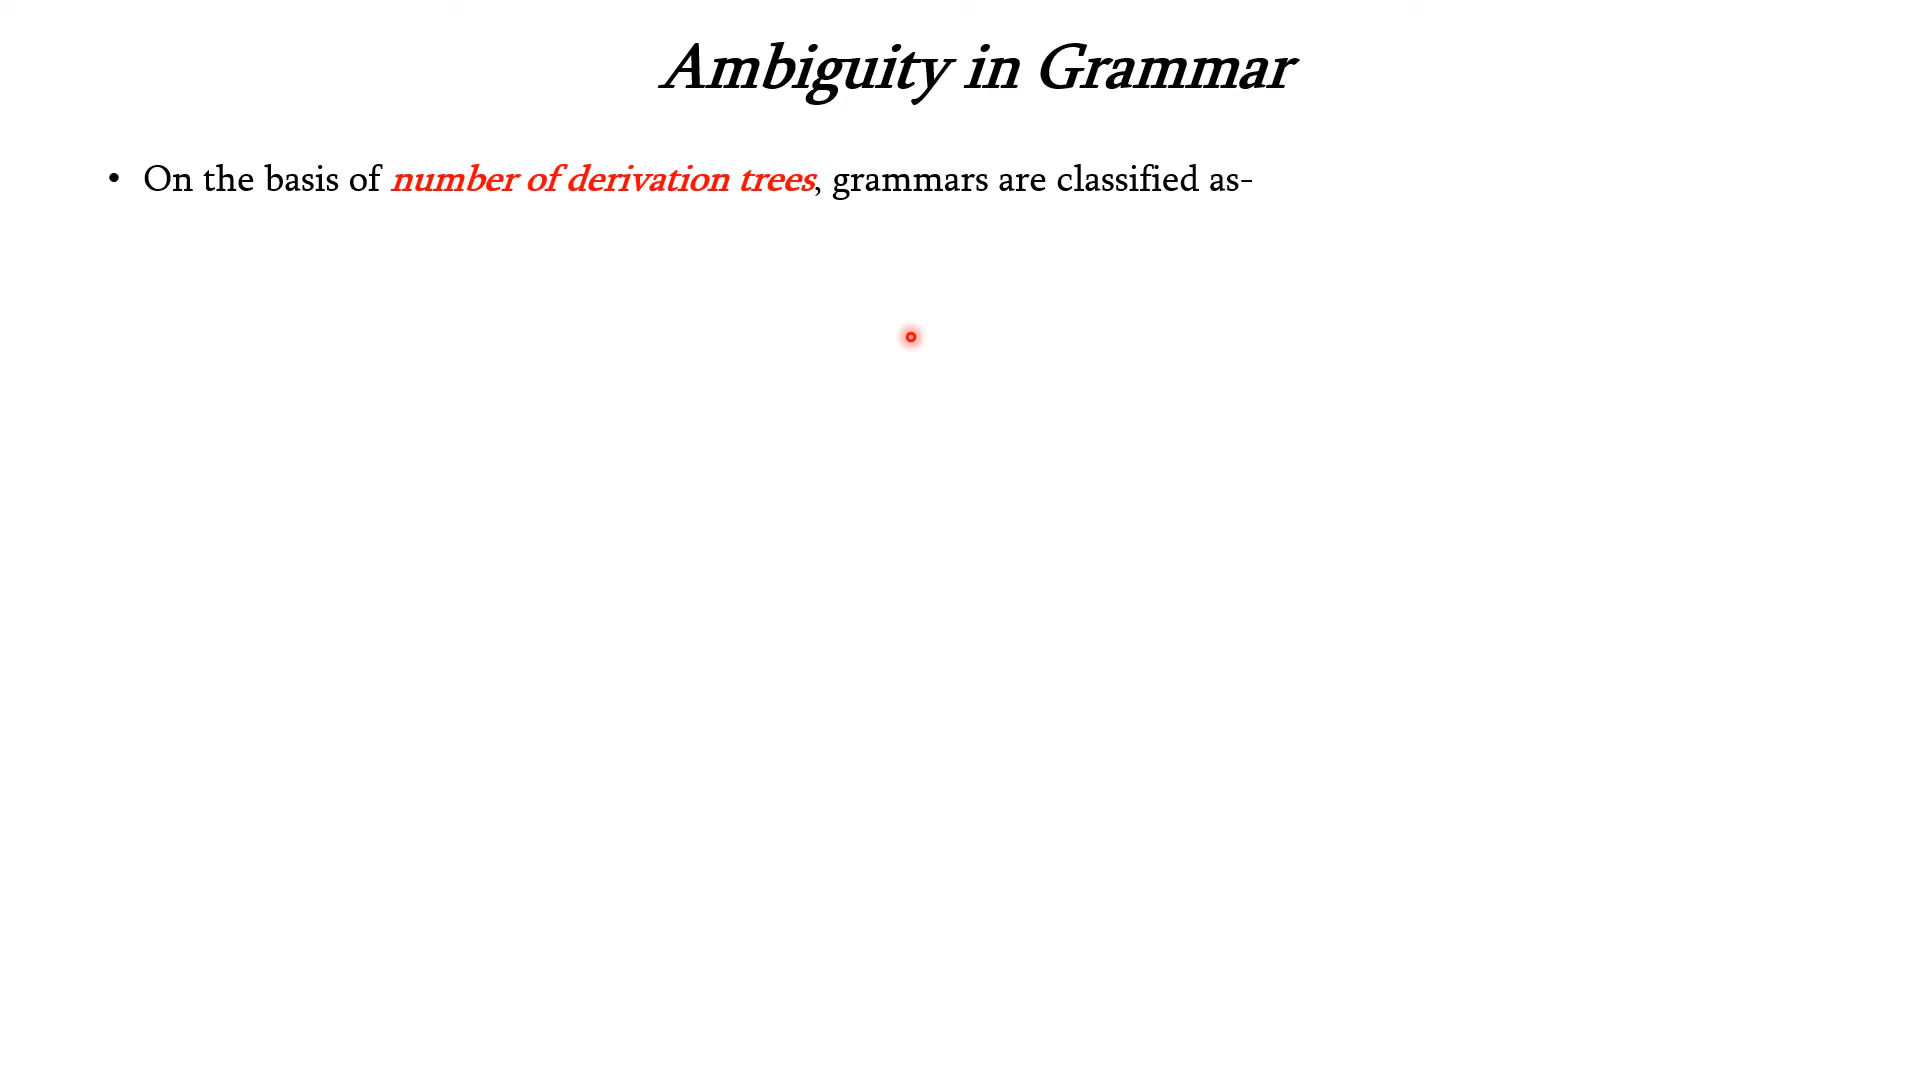 Ambiguity in Grammar
• On the basis of number of derivation trees, grammars are classified as-